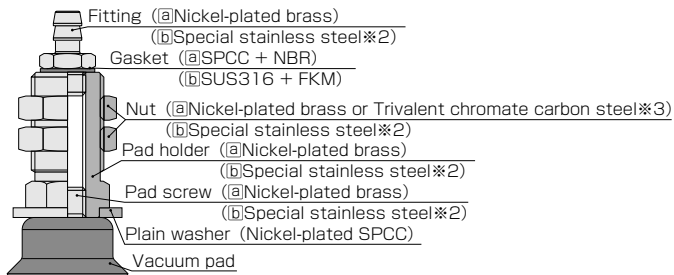 Fitting (ⓐNickel-plated brass)
(ⓑSpecial stainless steel※2)
Gasket (ⓐSPCC + NBR)
(ⓑSUS316 + FKM)
Nut (ⓐNickel-plated brass or Trivalent chromate carbon steel※3)
(ⓑSpecial stainless steel※2)
Pad holder (ⓐNickel-plated brass)
(ⓑSpecial stainless steel※2)
Pad screw (ⓐNickel-plated brass)
(ⓑSpecial stainless steel※2)
Plain washer (Nickel-plated SPCC)
Vacuum pad